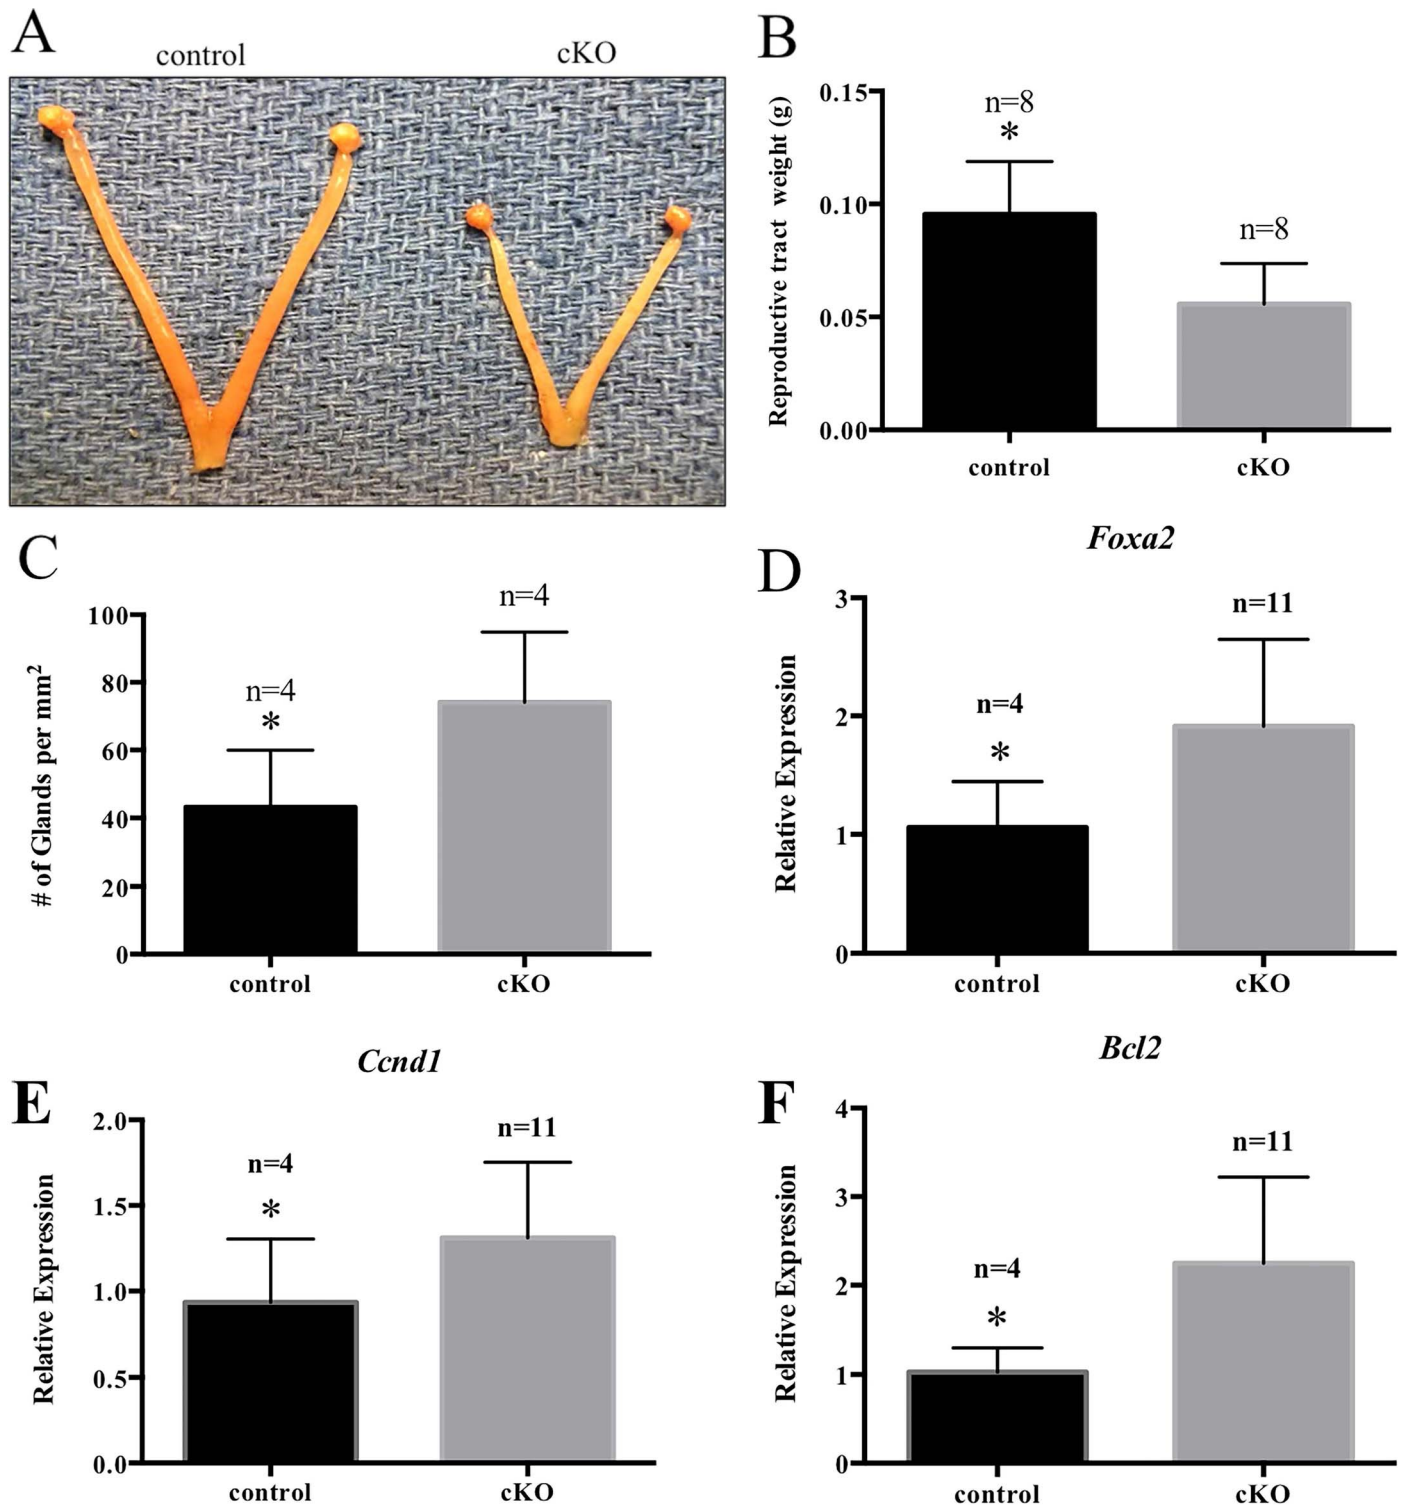 A
control
cKO
B
Reproductive tract weight (g)
0.15
0.10
0.05
0.00
n=8
*
n=8
control
cKO
C
# of Glands per mm²
100
80
60
40
20
0
n=4
*
n=4
control
cKO
D
Foxa2
Relative Expression
3
2
1
0
n=4
*
n=11
control
cKO
E
Ccnd1
Relative Expression
2.0
1.5
1.0
0.5
0.0
n=4
*
n=11
control
cKO
F
Bcl2
Relative Expression
4
3
2
1
0
n=4
*
n=11
control
cKO